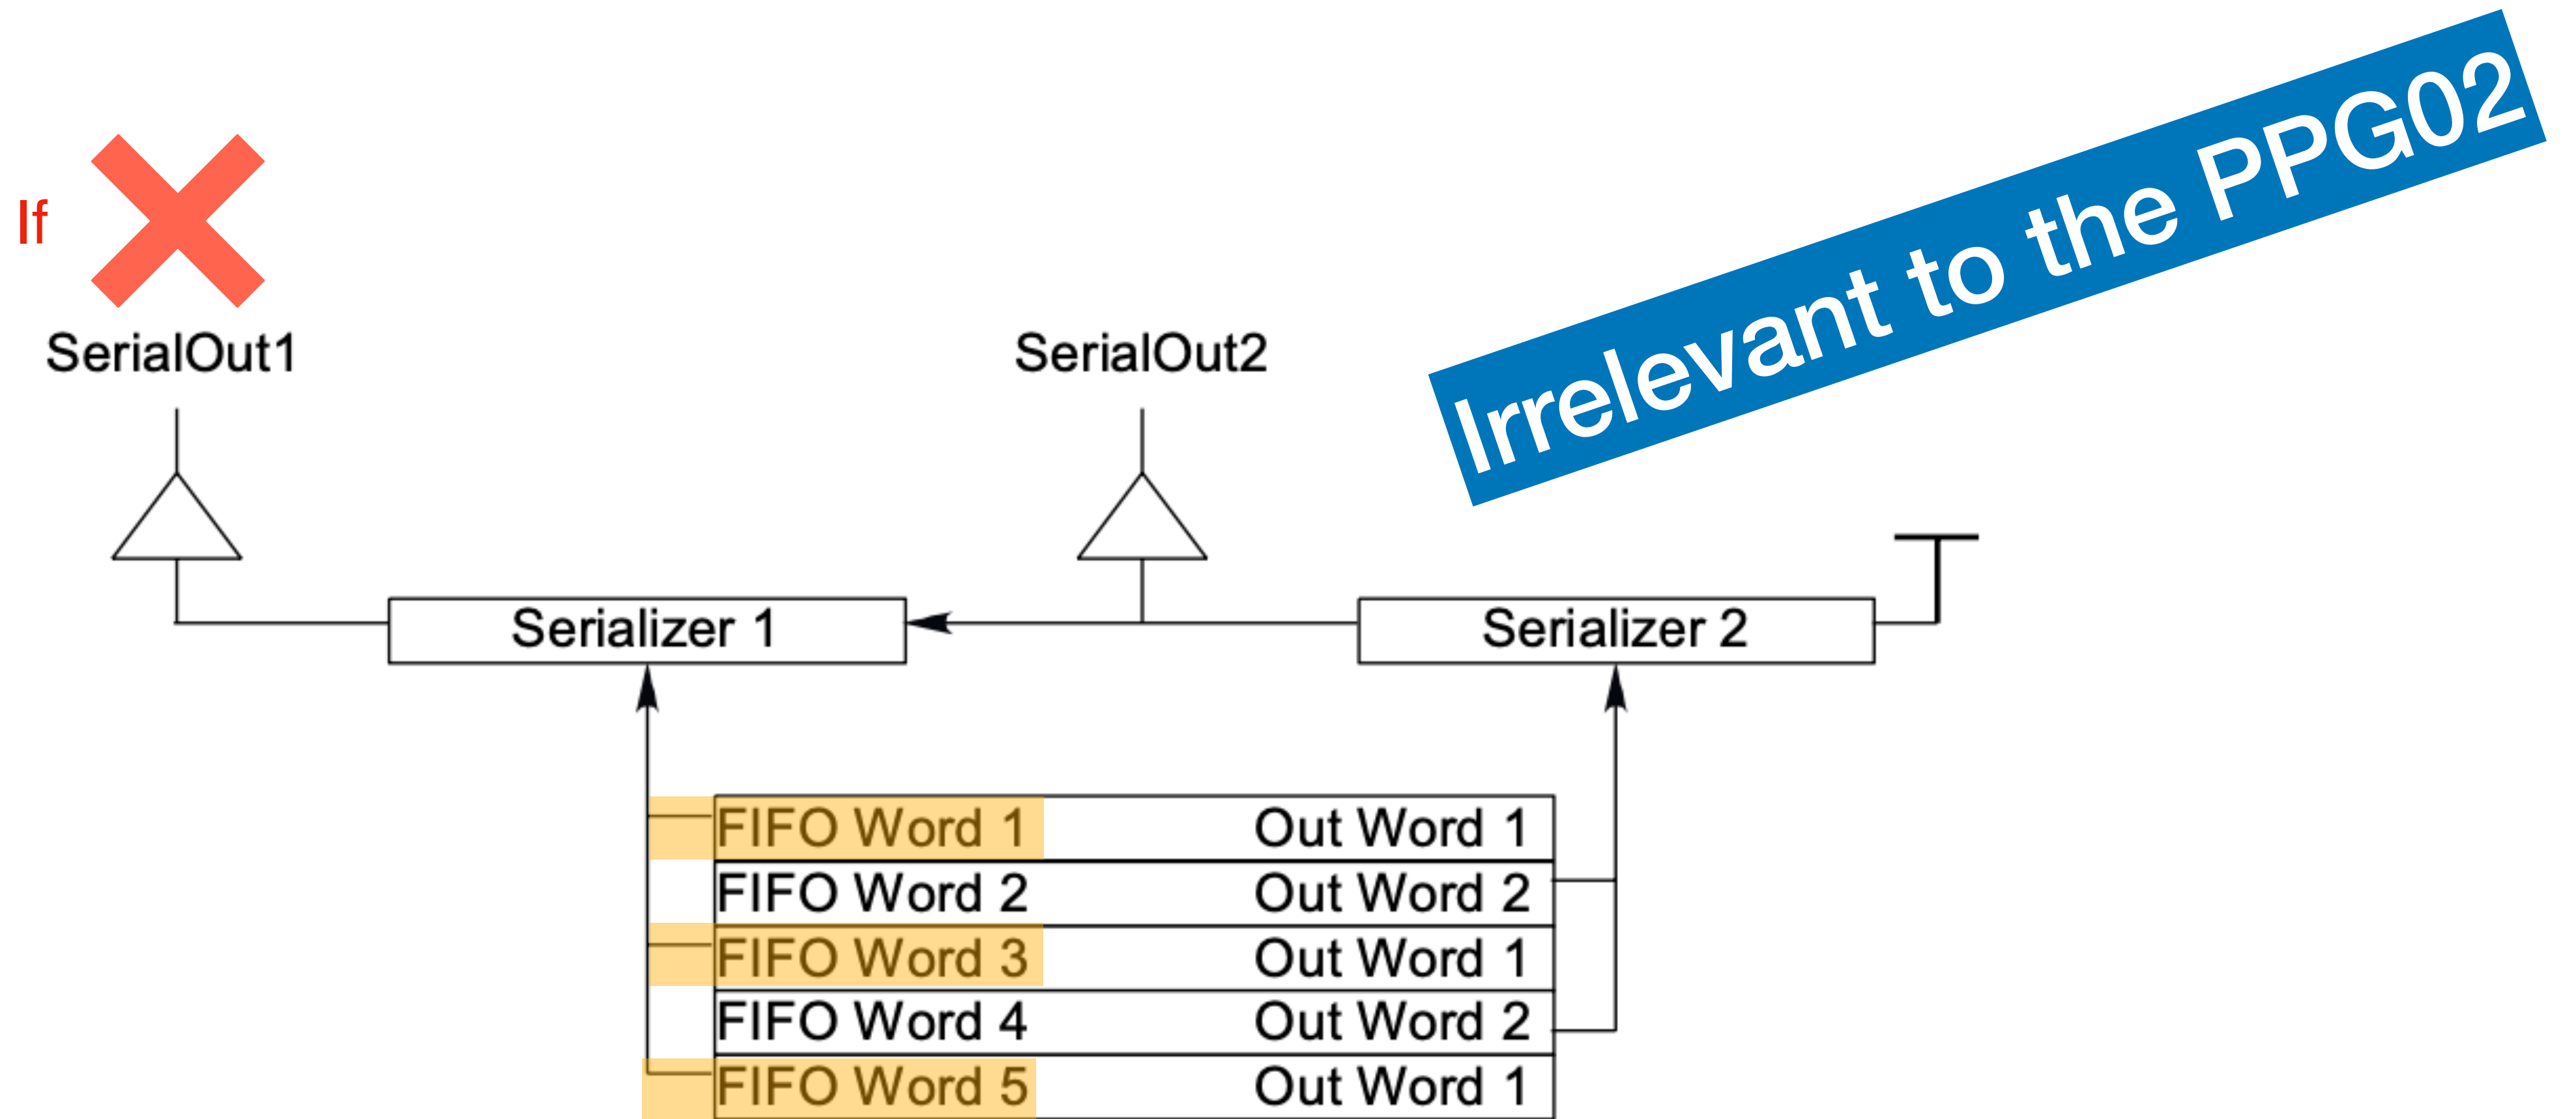 Irrelevant to the PPG02
If
SerialOut1
SerialOut2
Serializer 1
Serializer 2
FIFO Word 1 Out Word 1
FIFO Word 2 Out Word 2
FIFO Word 3 Out Word 1
FIFO Word 4 Out Word 2
FIFO Word 5 Out Word 1